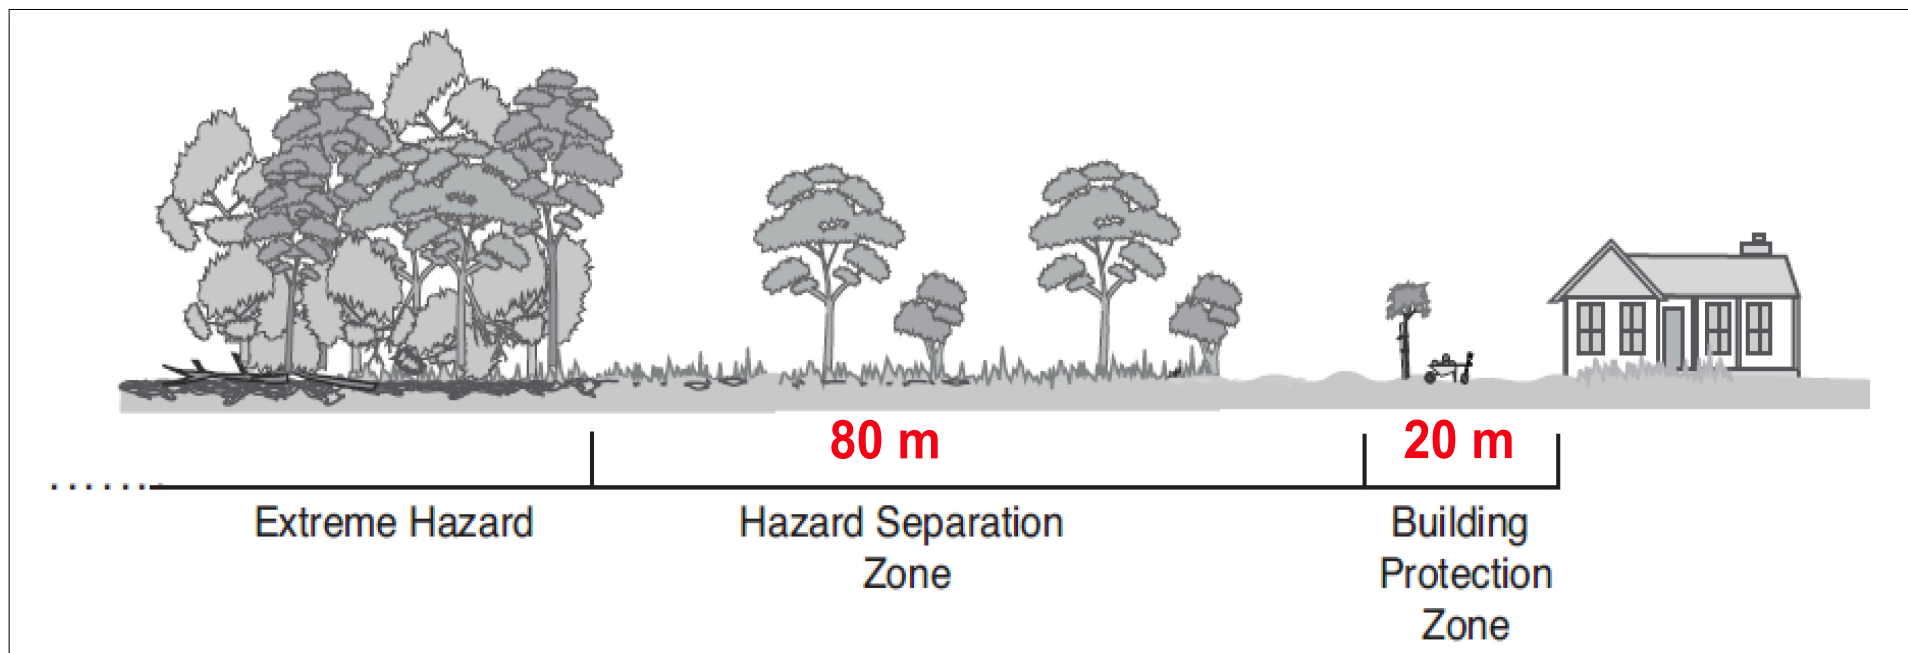 80 m
20 m
Extreme Hazard
Hazard Separation
Zone
Building
Protection
Zone